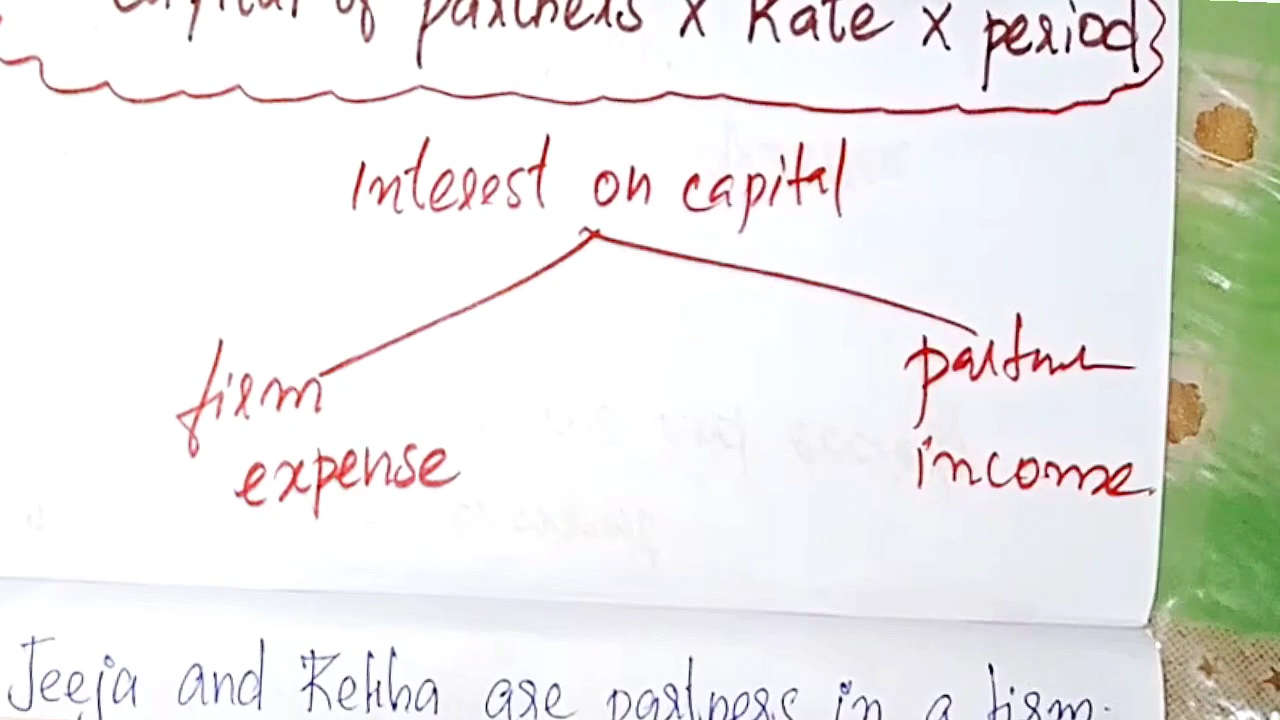 capital of partners x Rate x period}
Interest on capital
firm
expense
partner
income.
Jeeja and Rekha are partners in a firm.